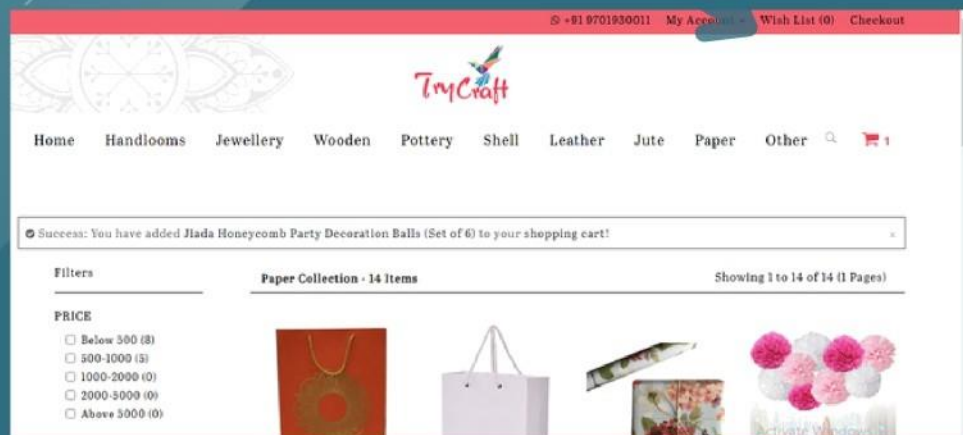 +91 9701930011 My Account Wish List (0) Checkout
TryCraft
Home Handlooms Jewellery Wooden Pottery Shell Leather Jute Paper Other 1
Success: You have added Jiada Honeycomb Party Decoration Balls (Set of 6) to your shopping cart! x
Filters
Paper Collection - 14 Items
Showing 1 to 14 of 14 (1 Pages)
PRICE
Below 500 (8)
500-1000 (5)
1000-2000 (0)
2000-5000 (0)
Above 5000 (0)
Activate Windows